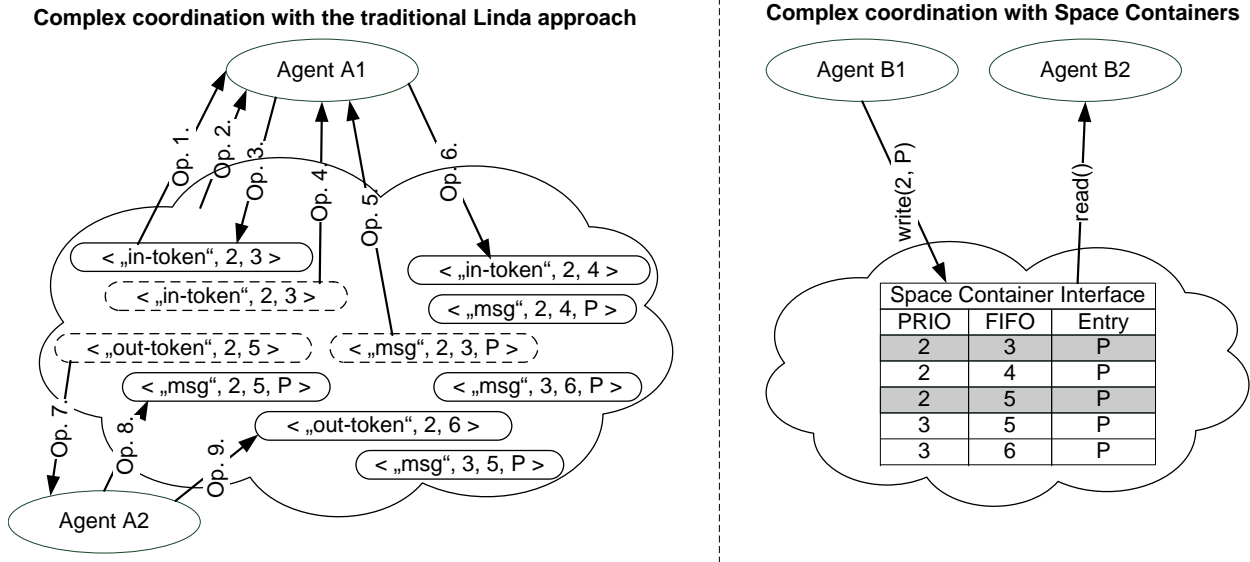 Complex coordination with the traditional Linda approach
Agent A1
Op. 1.
Op. 2.
Op. 3.
Op. 4.
Op. 5.
Op. 6.
< „in-token“, 2, 3 >
< „in-token“, 2, 3 >
< „in-token“, 2, 4 >
< „msg“, 2, 4, P >
< „out-token“, 2, 5 >
< „msg“, 2, 3, P >
< „msg“, 2, 5, P >
< „msg“, 3, 6, P >
< „out-token“, 2, 6 >
< „msg“, 3, 5, P >
Op. 7.
Op. 8.
Op. 9.
Agent A2
Complex coordination with Space Containers
Agent B1
Agent B2
write(2, P)
read()
Space Container Interface
PRIO FIFO Entry
2 3 P
2 4 P
2 5 P
3 5 P
3 6 P